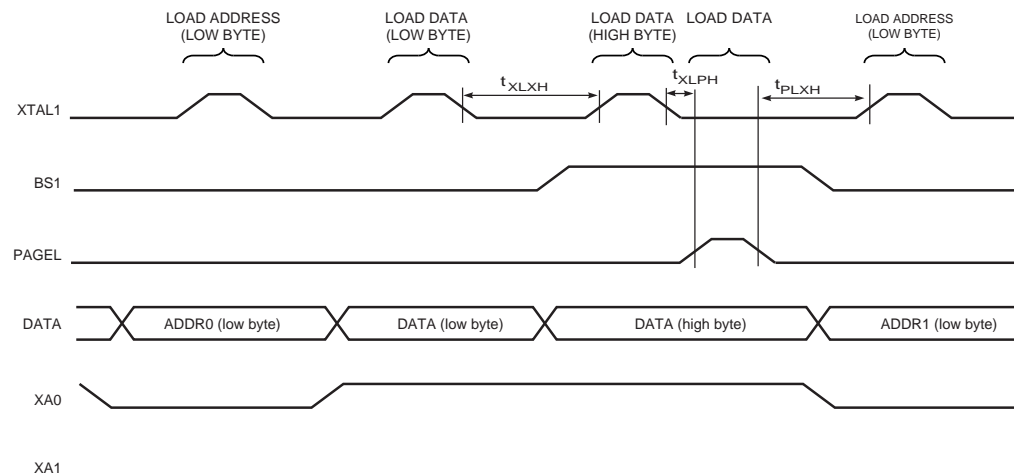 LOAD ADDRESS
(LOW BYTE)
LOAD DATA
(LOW BYTE)
LOAD DATA
(HIGH BYTE)
LOAD DATA
LOAD ADDRESS
(LOW BYTE)
tXLXH
tXLPH
tPLXH
XTAL1
BS1
PAGEL
DATA
ADDR0 (low byte)
DATA (low byte)
DATA (high byte)
ADDR1 (low byte)
XA0
XA1